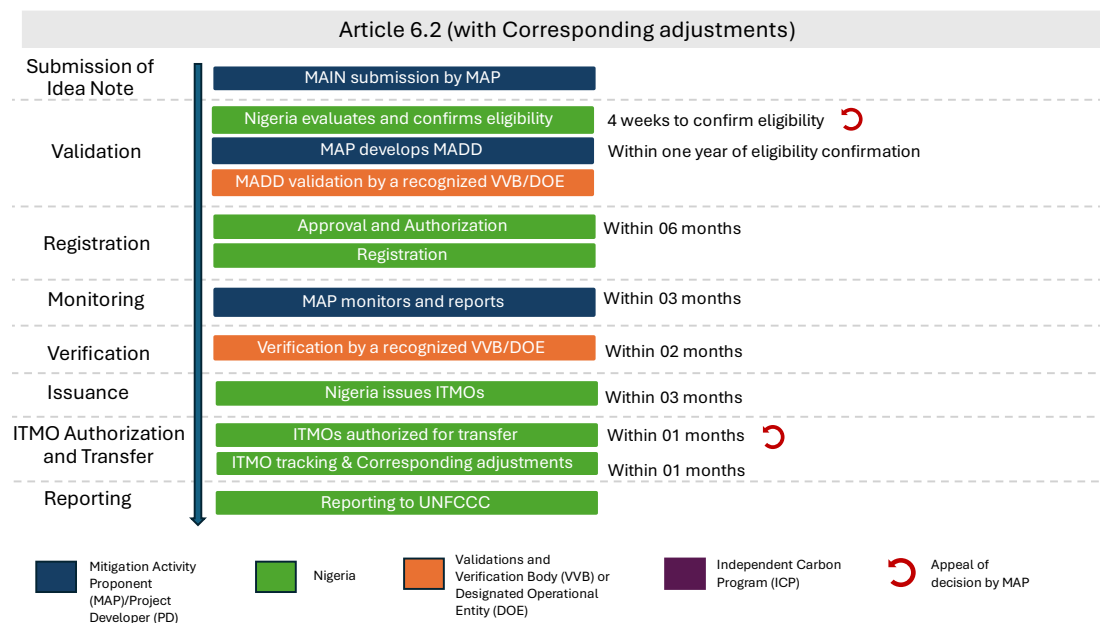 Article 6.2 (with Corresponding adjustments)
Submission of
Idea Note
MAIN submission by MAP
Validation
Nigeria evaluates and confirms eligibility
4 weeks to confirm eligibility
MAP develops MADD
Within one year of eligibility confirmation
MADD validation by a recognized VVB/DOE
Registration
Approval and Authorization
Within 06 months
Registration
Monitoring
MAP monitors and reports
Within 03 months
Verification
Verification by a recognized VVB/DOE
Within 02 months
Issuance
Nigeria issues ITMOs
Within 03 months
ITMO Authorization
and Transfer
ITMOs authorized for transfer
Within 01 months
ITMO tracking & Corresponding adjustments
Within 01 months
Reporting
Reporting to UNFCCC
Mitigation Activity
Proponent
(MAP)/Project
Developer (PD)
Nigeria
Validations and
Verification Body (VVB) or
Designated Operational
Entity (DOE)
Independent Carbon
Program (ICP)
Appeal of
decision by MAP